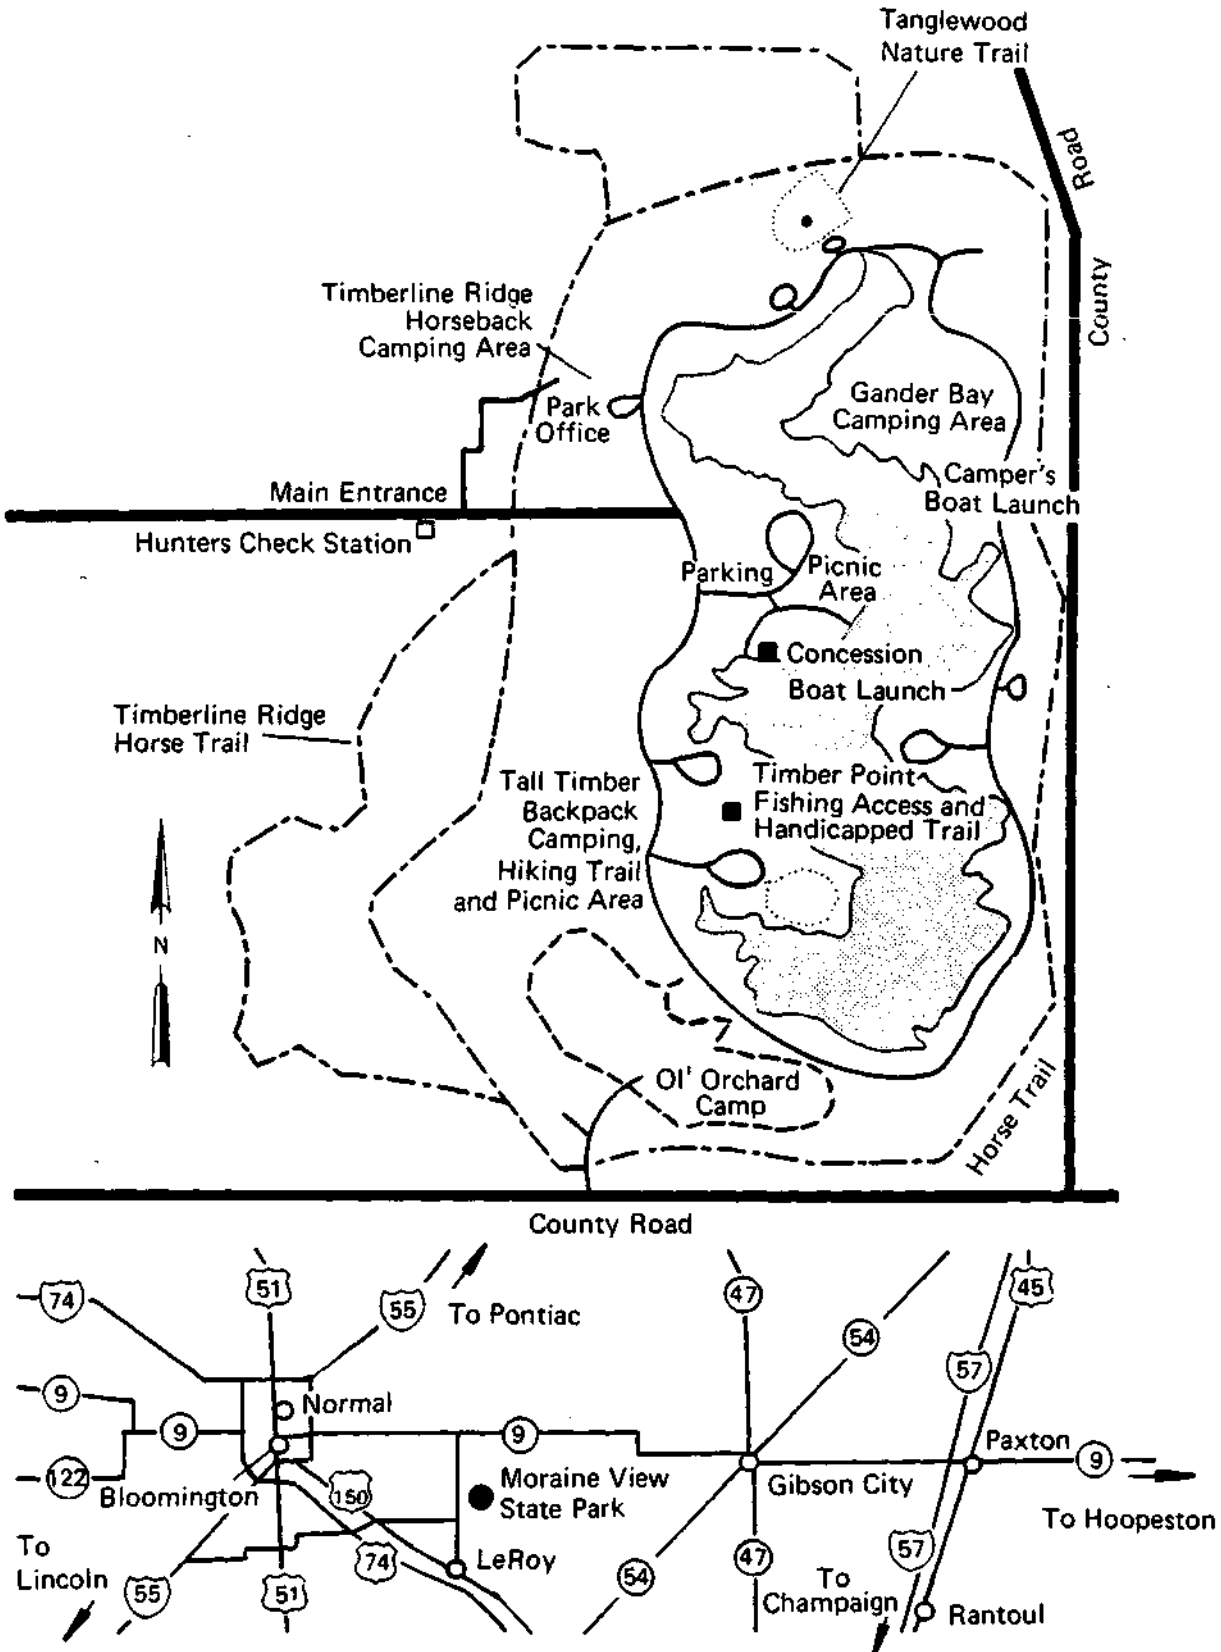 Tanglewood
Nature Trail
Road
County
Timberline Ridge
Horseback
Camping Area
Park
Office
Gander Bay
Camping Area
Camper's
Boat Launch
Main Entrance
Hunters Check Station
Parking
Picnic
Area
Concession
Boat Launch
Timberline Ridge
Horse Trail
Tall Timber
Backpack
Camping,
Hiking Trail
and Picnic Area
Timber Point
Fishing Access and
Handicapped Trail
N
Ol' Orchard
Camp
Horse Trail
County Road
74
51
55
To Pontiac
47
54
57
45
9
Normal
9
9
Paxton
9
122
Bloomington
150
Moraine View
State Park
Gibson City
To Hoopeston
To
Lincoln
55
51
74
LeRoy
54
47
To
Champaign
57
Rantoul